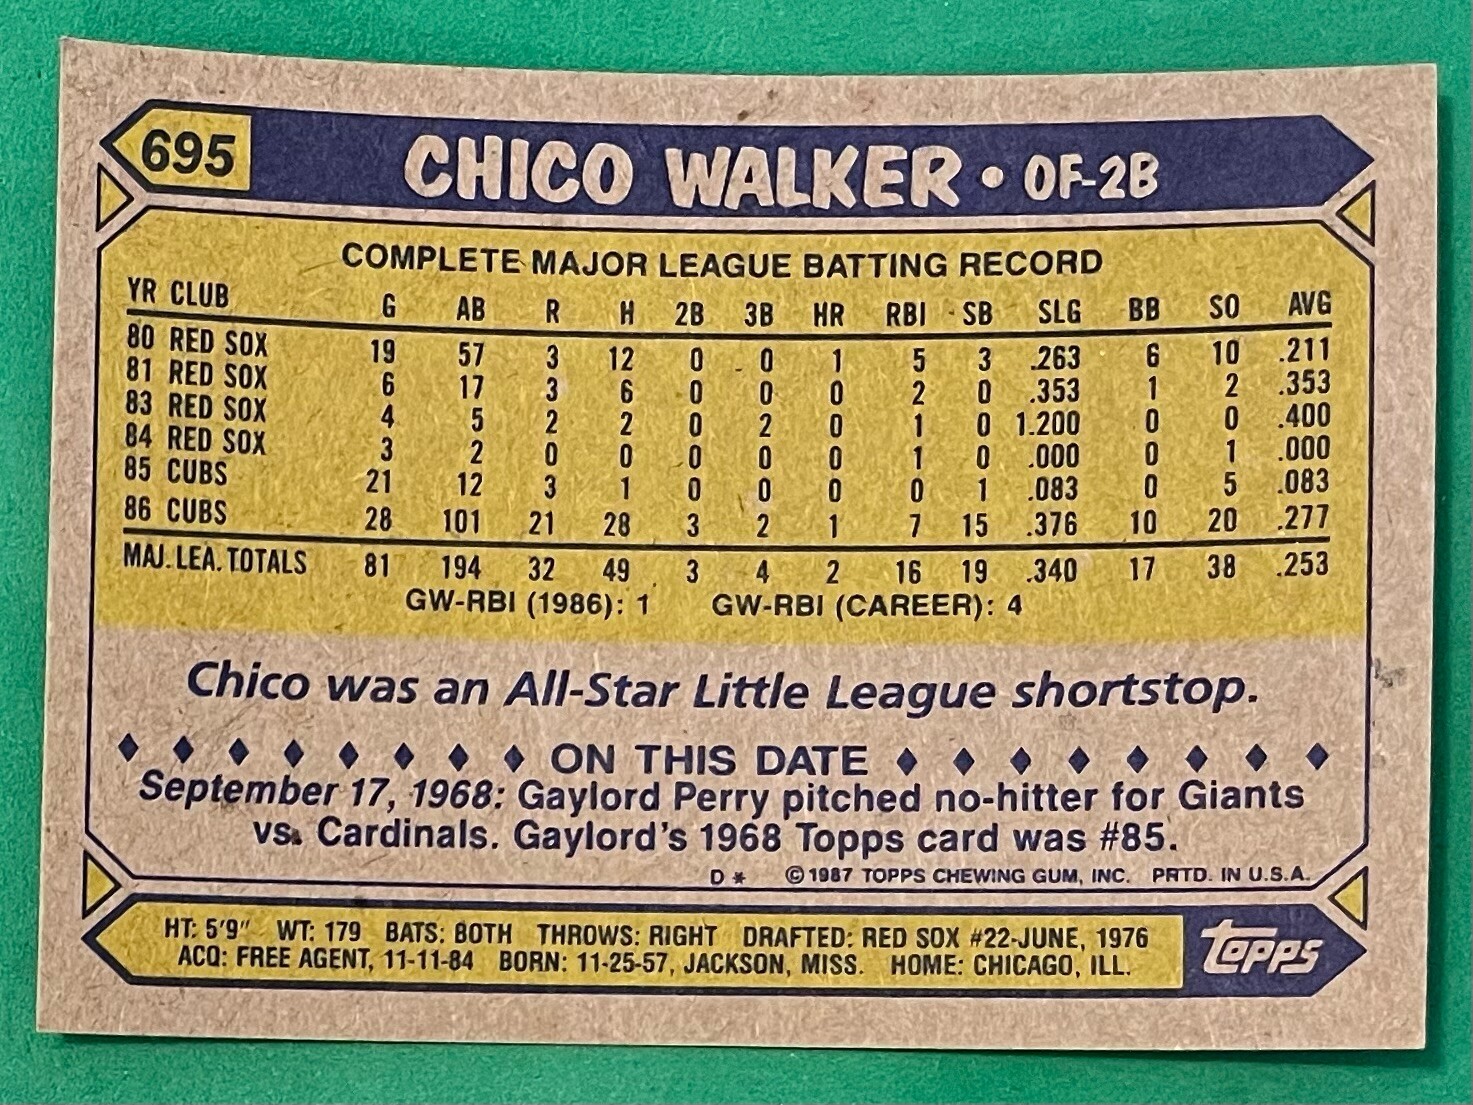 695 CHICO WALKER • OF-2B
COMPLETE MAJOR LEAGUE BATTING RECORD
YR CLUB G AB R H 2B 3B HR RBI SB SLG BB SO AVG
80 RED SOX 19 57 3 12 0 0 1 5 3 .263 6 10 .211
81 RED SOX 6 17 3 6 0 0 0 2 0 .353 1 2 .353
83 RED SOX 4 5 2 2 0 2 0 1 0 1.200 0 0 .400
84 RED SOX 3 2 0 0 0 0 0 1 0 .000 0 1 .000
85 CUBS 21 12 3 1 0 0 0 0 1 .083 0 5 .083
86 CUBS 28 101 21 28 3 2 1 7 15 .376 10 20 .277
MAJ. LEA. TOTALS 81 194 32 49 3 4 2 16 19 .340 17 38 .253
GW-RBI (1986): 1 GW-RBI (CAREER): 4
Chico was an All-Star Little League shortstop.
♦ ♦ ♦ ♦ ♦ ♦ ♦ ♦ ON THIS DATE ♦ ♦ ♦ ♦ ♦ ♦ ♦ ♦
September 17, 1968: Gaylord Perry pitched no-hitter for Giants
vs. Cardinals. Gaylord's 1968 Topps card was #85.
D * © 1987 TOPPS CHEWING GUM, INC. PRTD. IN U.S.A.
HT: 5'9" WT: 179 BATS: BOTH THROWS: RIGHT DRAFTED: RED SOX #22-JUNE, 1976
ACQ: FREE AGENT, 11-11-84 BORN: 11-25-57, JACKSON, MISS. HOME: CHICAGO, ILL.
topps